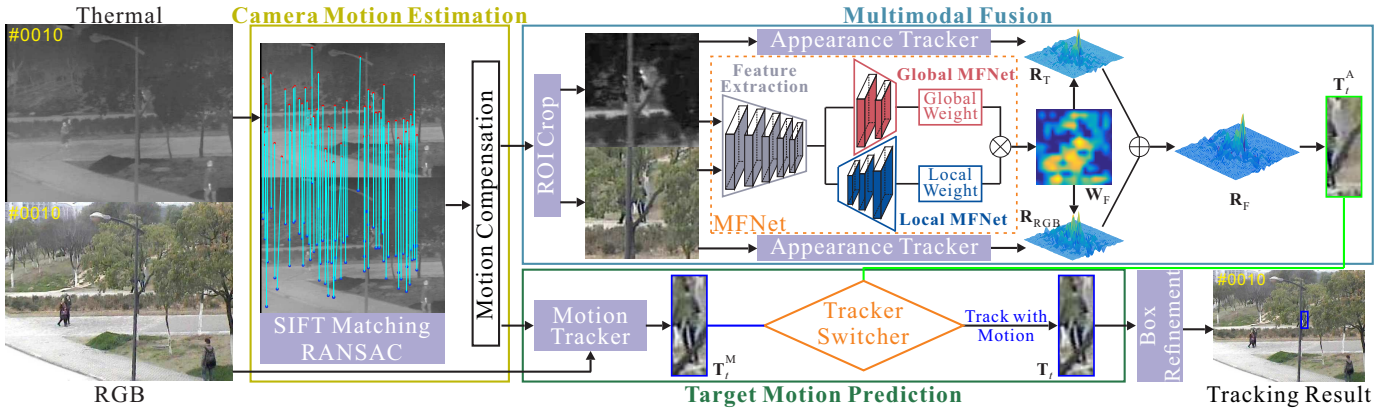 Thermal
#0010
#0010
RGB
Camera Motion Estimation
SIFT Matching
RANSAC
Motion Compensation
Multimodal Fusion
ROI Crop
Appearance Tracker
Feature
Extraction
Global MFNet
Global
Weight
Local
Weight
Local MFNet
MFNet
Appearance Tracker
R_T
W_F
R_RGB
R_F
T_t^A
Motion
Tracker
T_t^M
Tracker
Switcher
Track with
Motion
T_t
Target Motion Prediction
Box
Refinement
#0010
Tracking Result